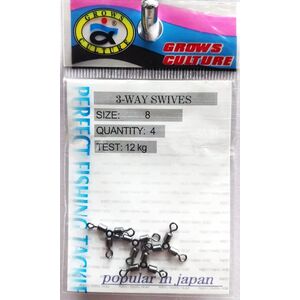 GROWS
CULTURE
GROWS
CULTURE
3-WAY SWIVES
SIZE: 8
QUANTITY: 4
TEST: 12 kg
PERFECT FISHING TACKLE
popular in japan